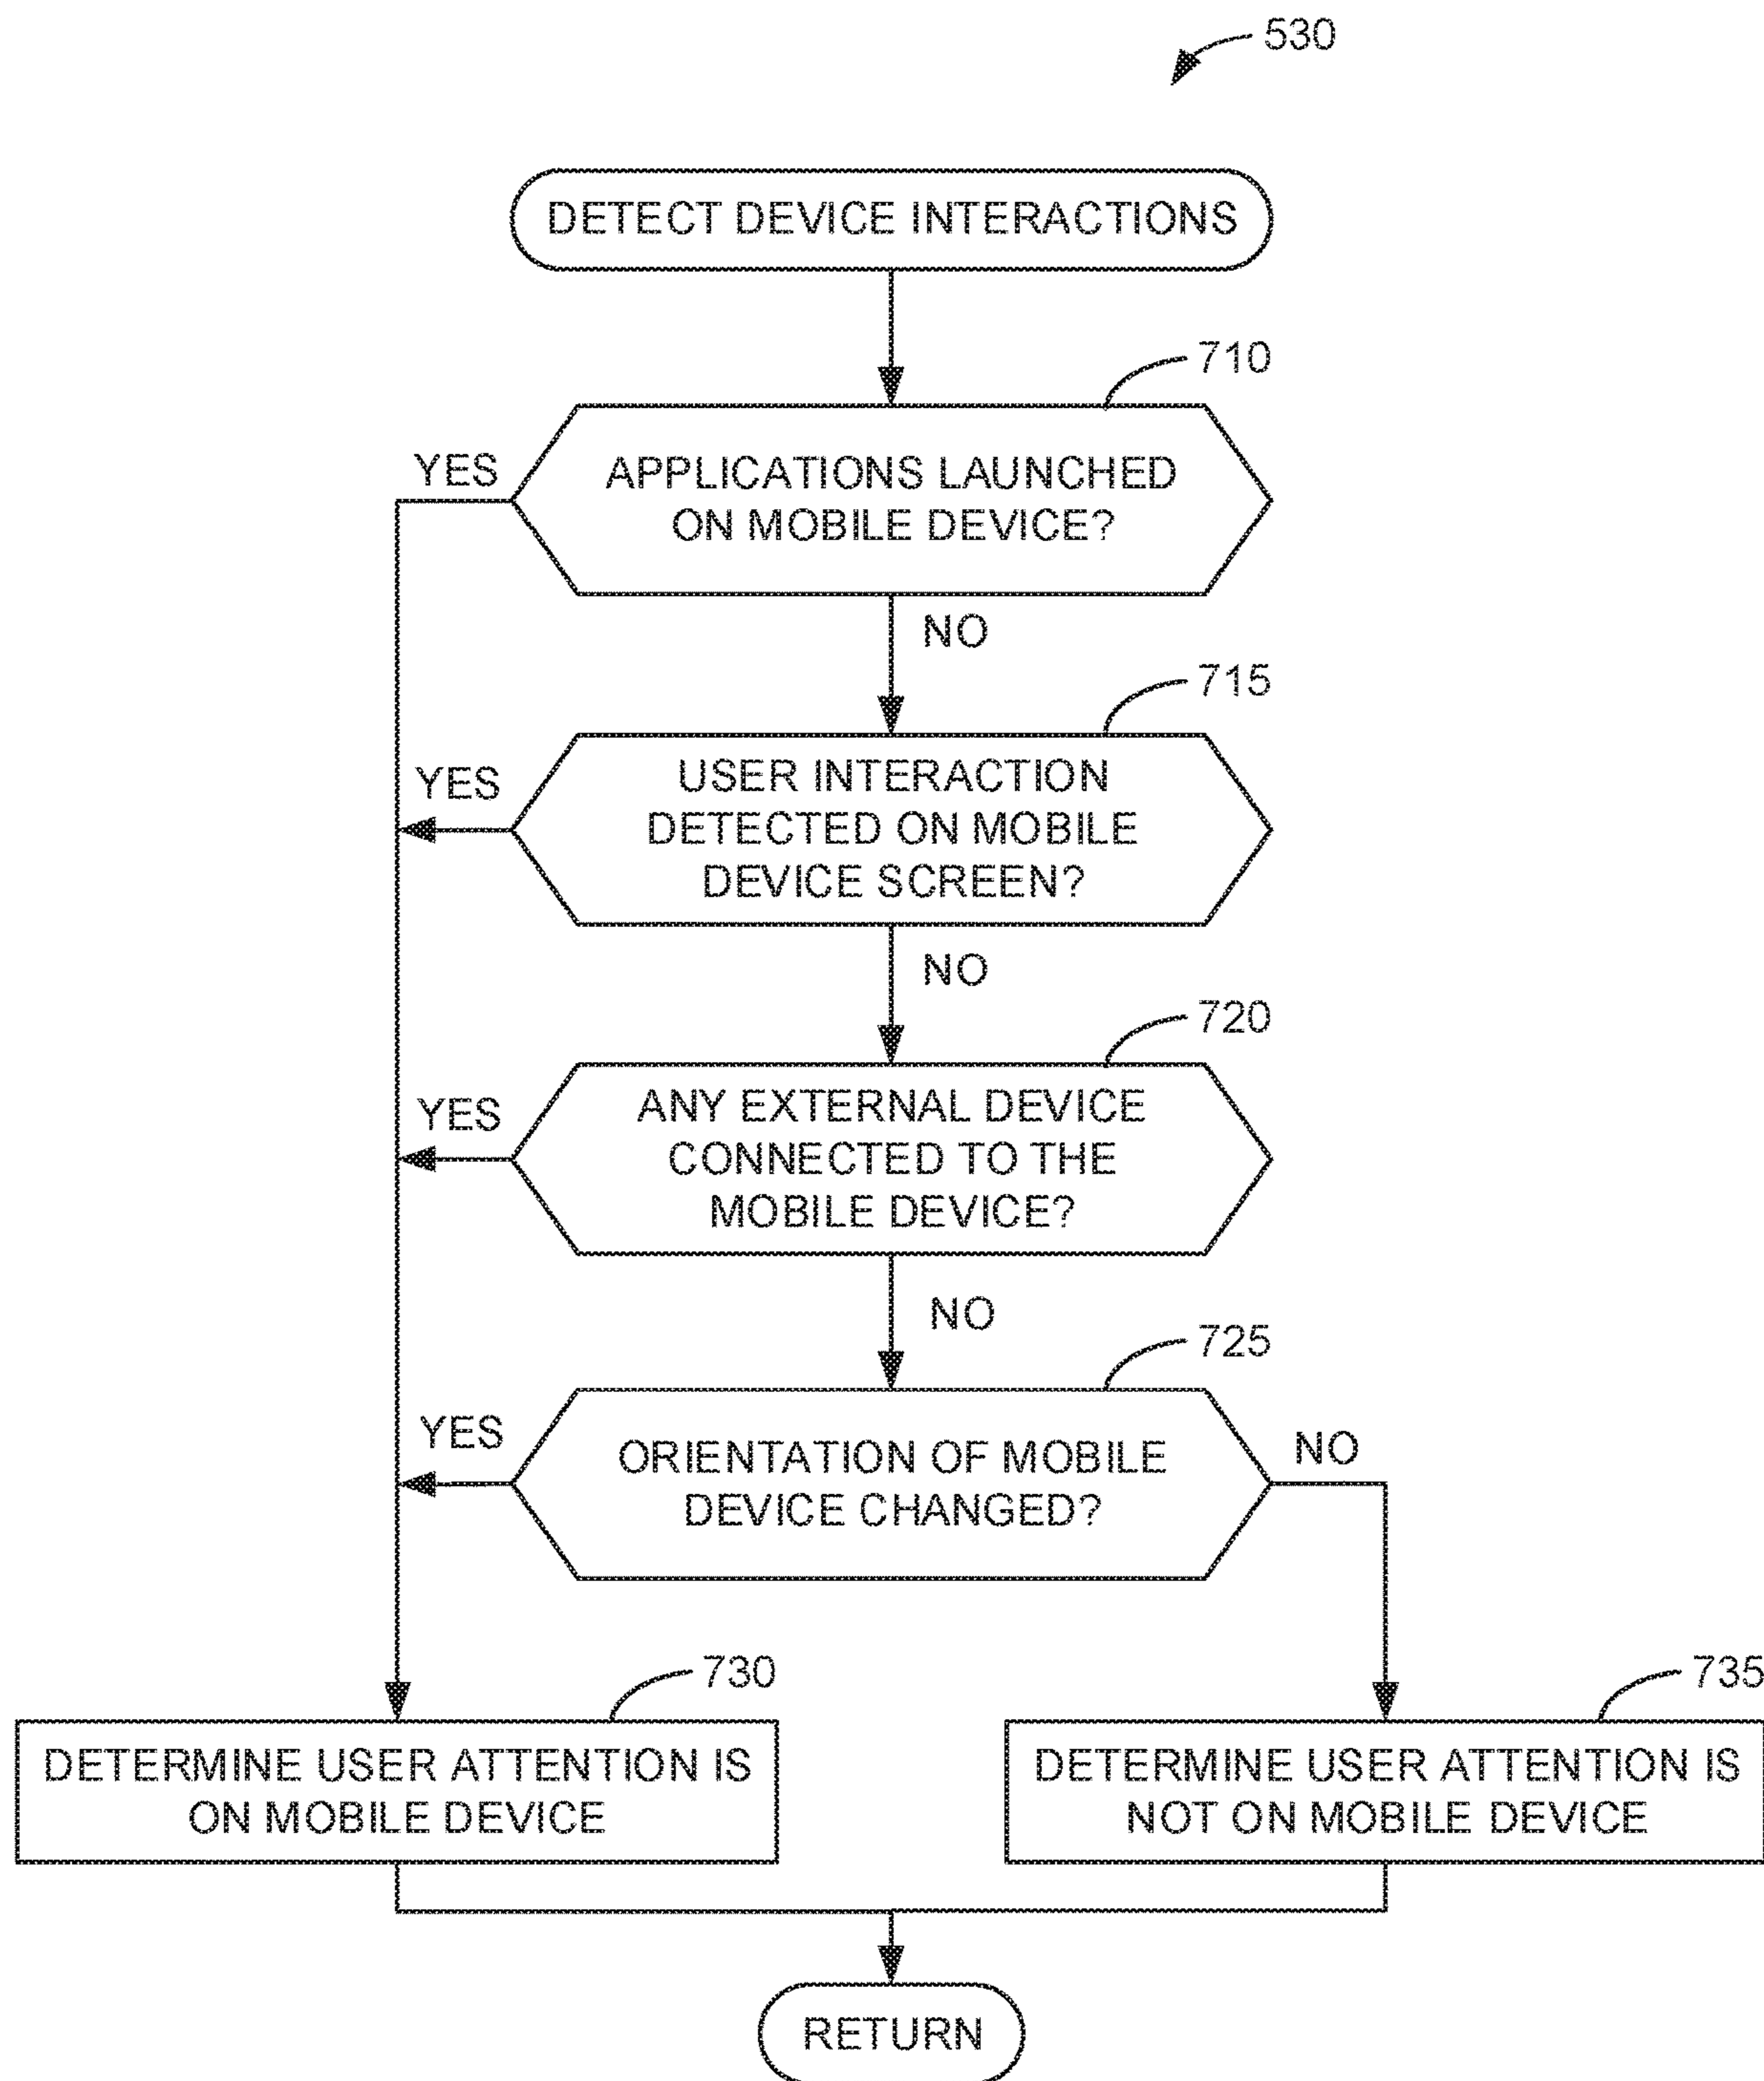 530
DETECT DEVICE INTERACTIONS
710
APPLICATIONS LAUNCHED
ON MOBILE DEVICE?
YES
NO
715
USER INTERACTION
DETECTED ON MOBILE
DEVICE SCREEN?
YES
NO
720
ANY EXTERNAL DEVICE
CONNECTED TO THE
MOBILE DEVICE?
YES
NO
725
ORIENTATION OF MOBILE
DEVICE CHANGED?
YES
NO
730
DETERMINE USER ATTENTION IS
ON MOBILE DEVICE
735
DETERMINE USER ATTENTION IS
NOT ON MOBILE DEVICE
RETURN